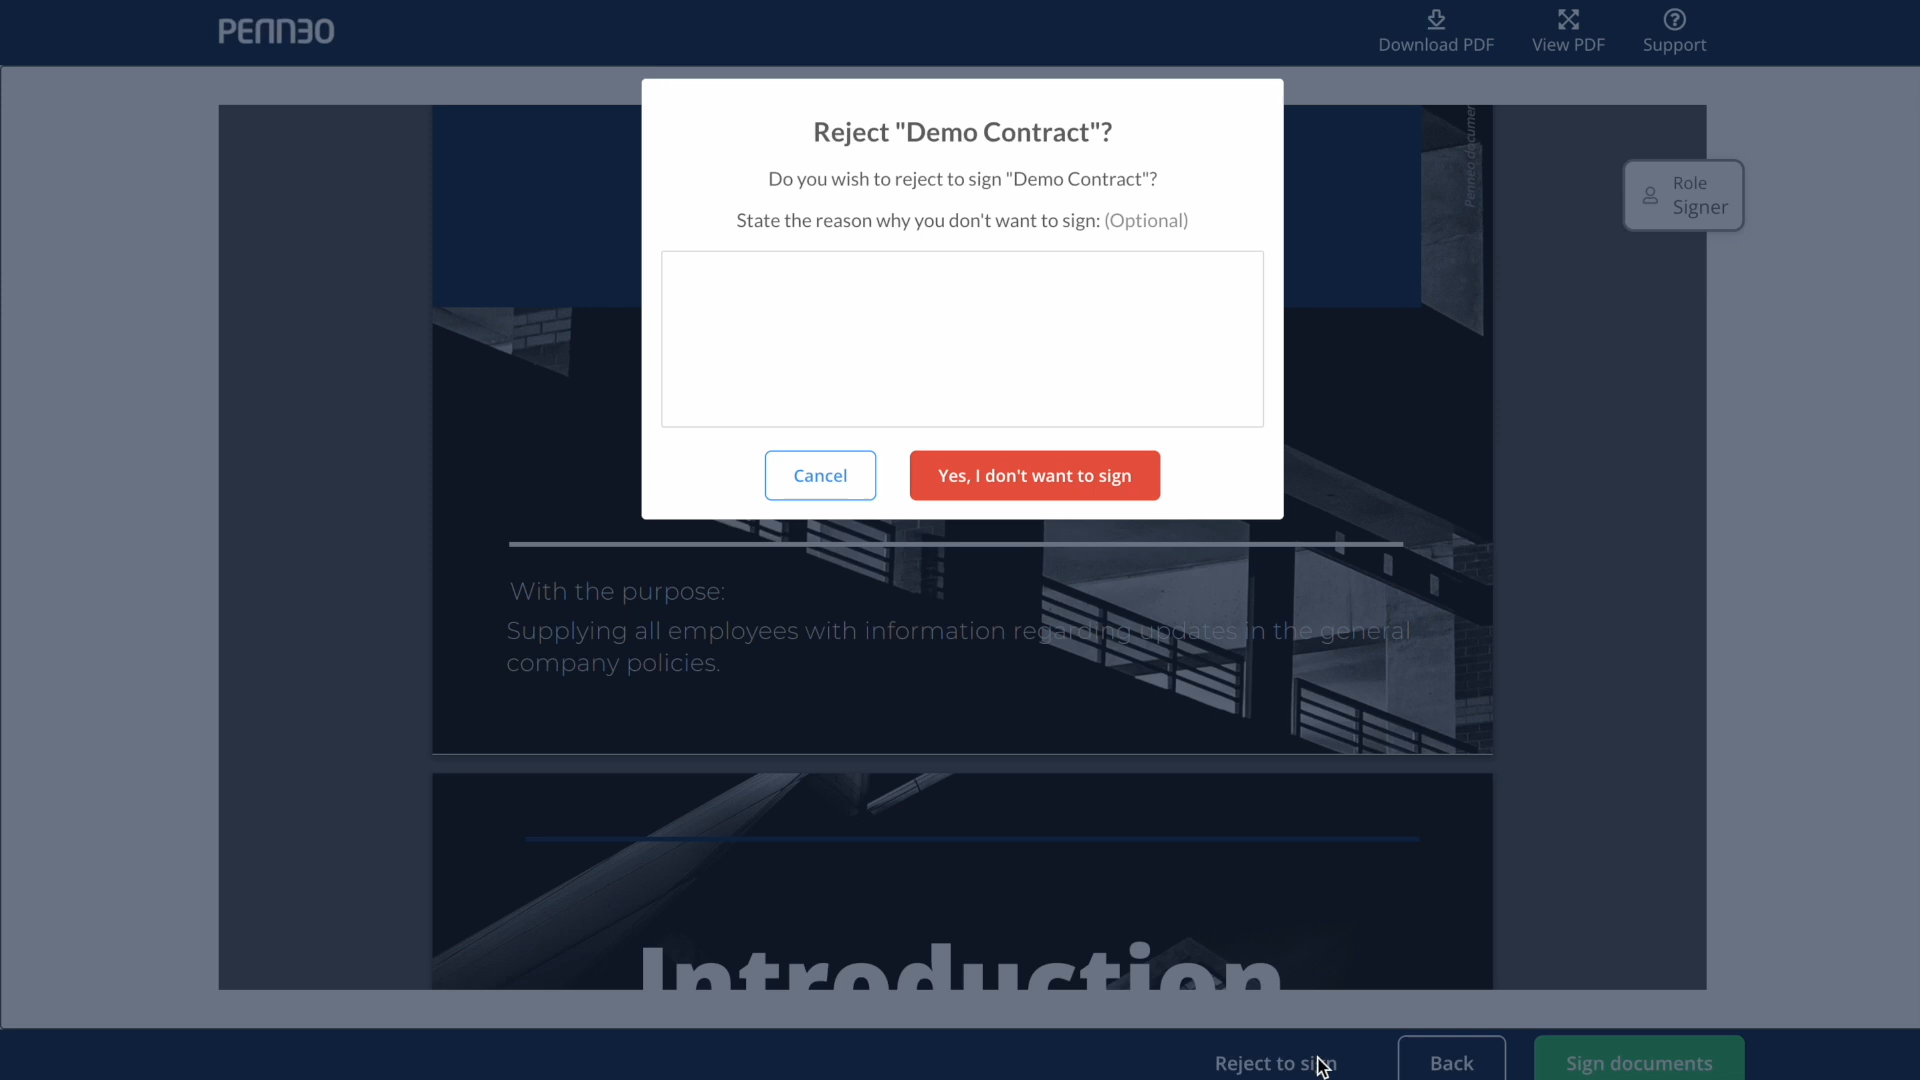 PENNEO
Download PDF
View PDF
Support
Reject "Demo Contract"?
Do you wish to reject to sign "Demo Contract"?
State the reason why you don't want to sign: (Optional)
Cancel
Yes, I don't want to sign
Role
Signer
With the purpose:
Supplying all employees with information regarding updates in the general
company policies.
Introduction
Reject to sign
Back
Sign documents